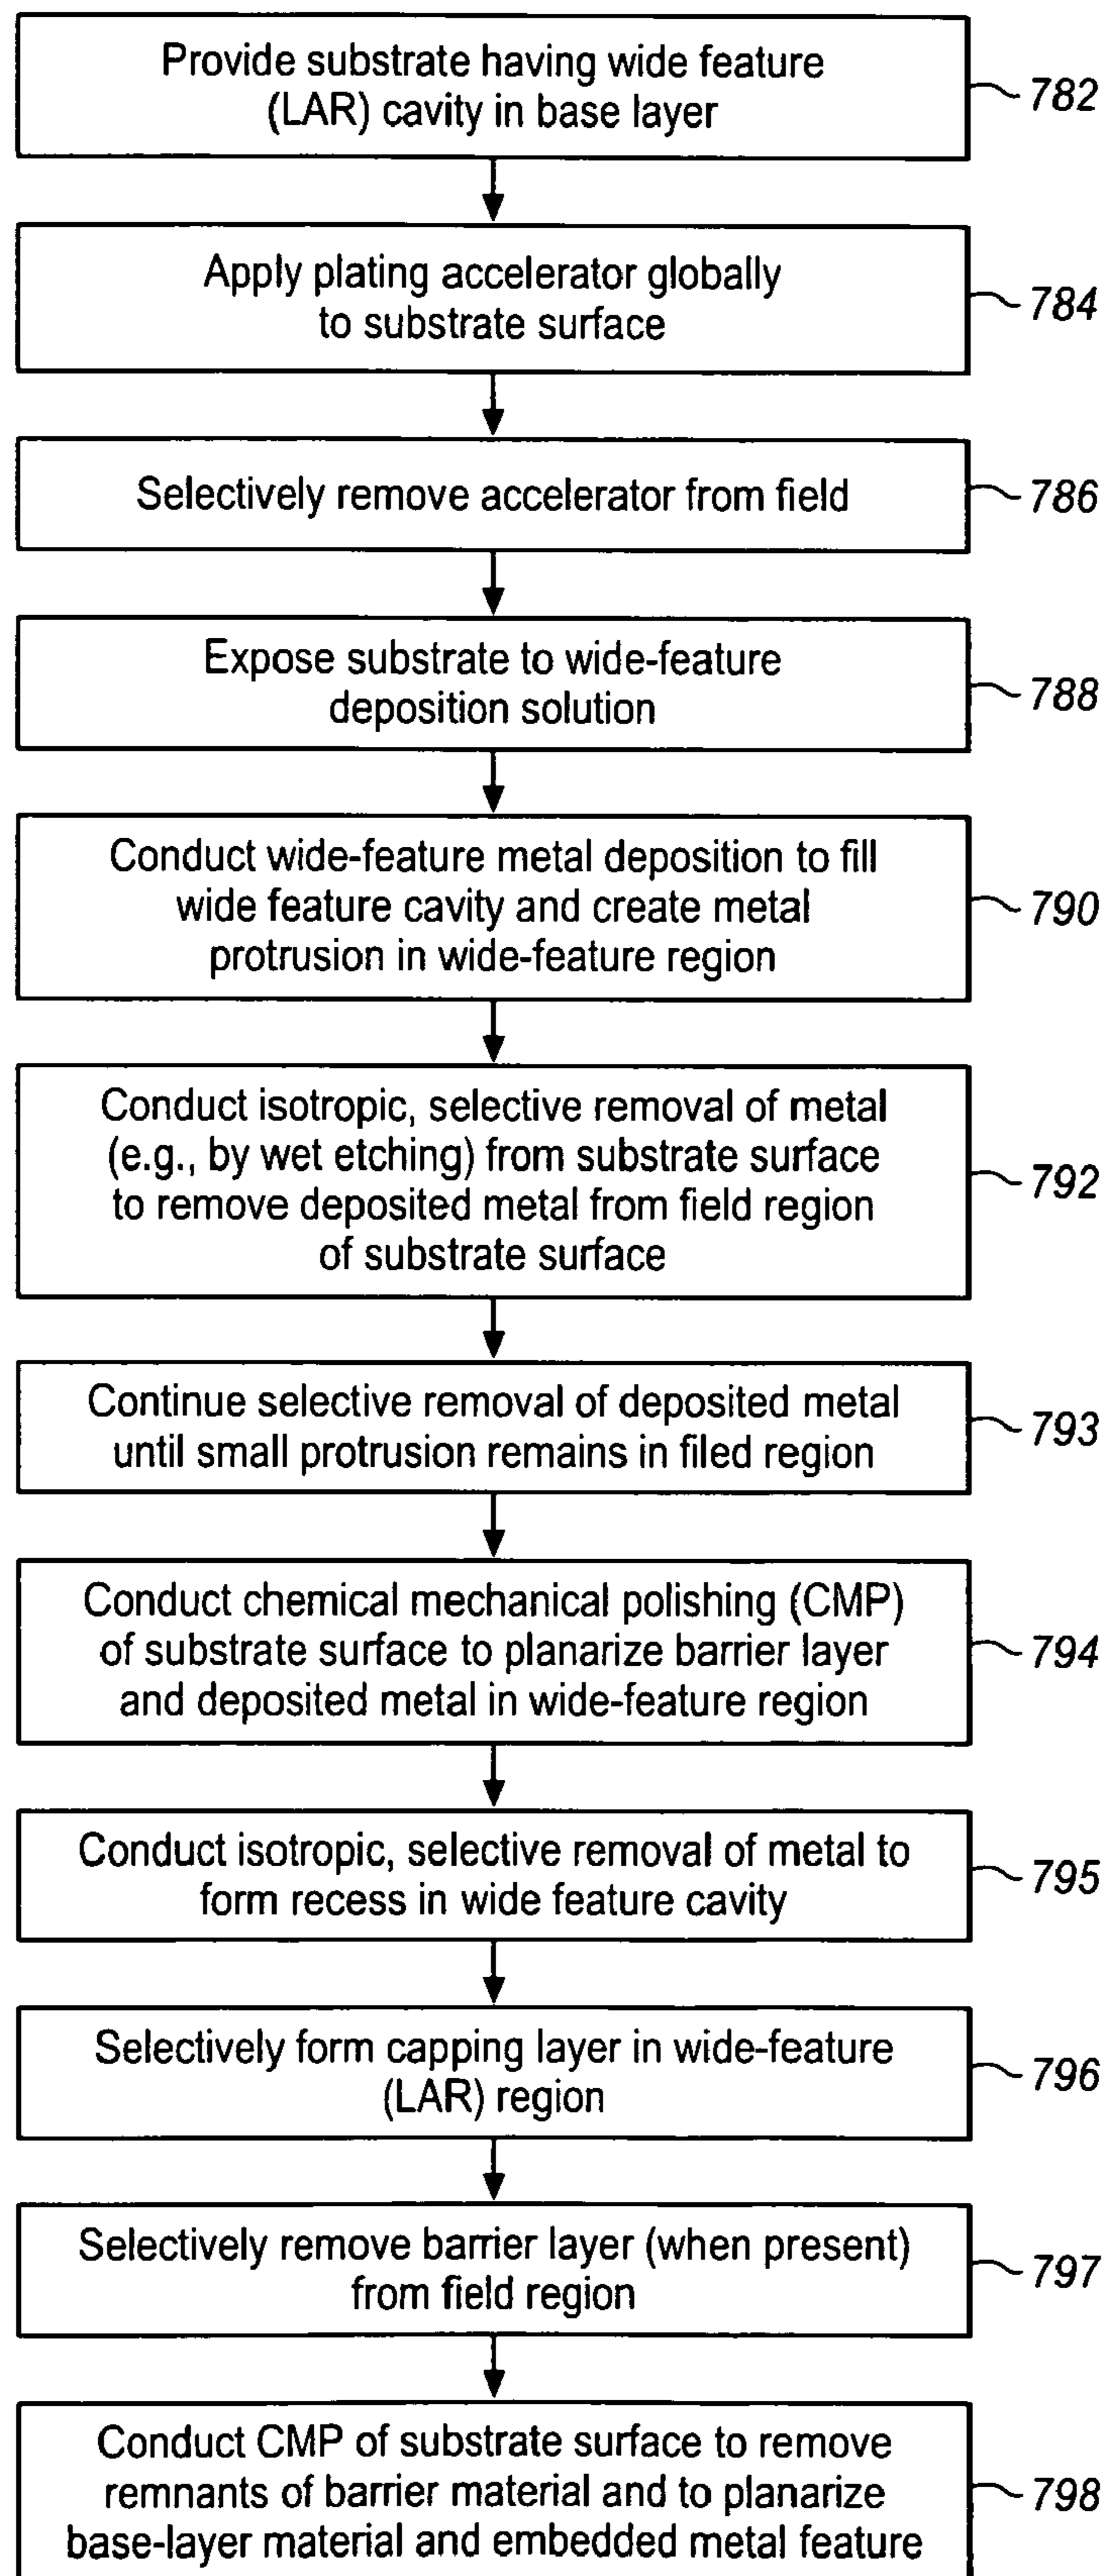 Provide substrate having wide feature
(LAR) cavity in base layer
782
Apply plating accelerator globally
to substrate surface
784
Selectively remove accelerator from field
786
Expose substrate to wide-feature
deposition solution
788
Conduct wide-feature metal deposition to fill
wide feature cavity and create metal
protrusion in wide-feature region
790
Conduct isotropic, selective removal of metal
(e.g., by wet etching) from substrate surface
to remove deposited metal from field region
of substrate surface
792
Continue selective removal of deposited metal
until small protrusion remains in filed region
793
Conduct chemical mechanical polishing (CMP)
of substrate surface to planarize barrier layer
and deposited metal in wide-feature region
794
Conduct isotropic, selective removal of metal to
form recess in wide feature cavity
795
Selectively form capping layer in wide-feature
(LAR) region
796
Selectively remove barrier layer (when present)
from field region
797
Conduct CMP of substrate surface to remove
remnants of barrier material and to planarize
base-layer material and embedded metal feature
798